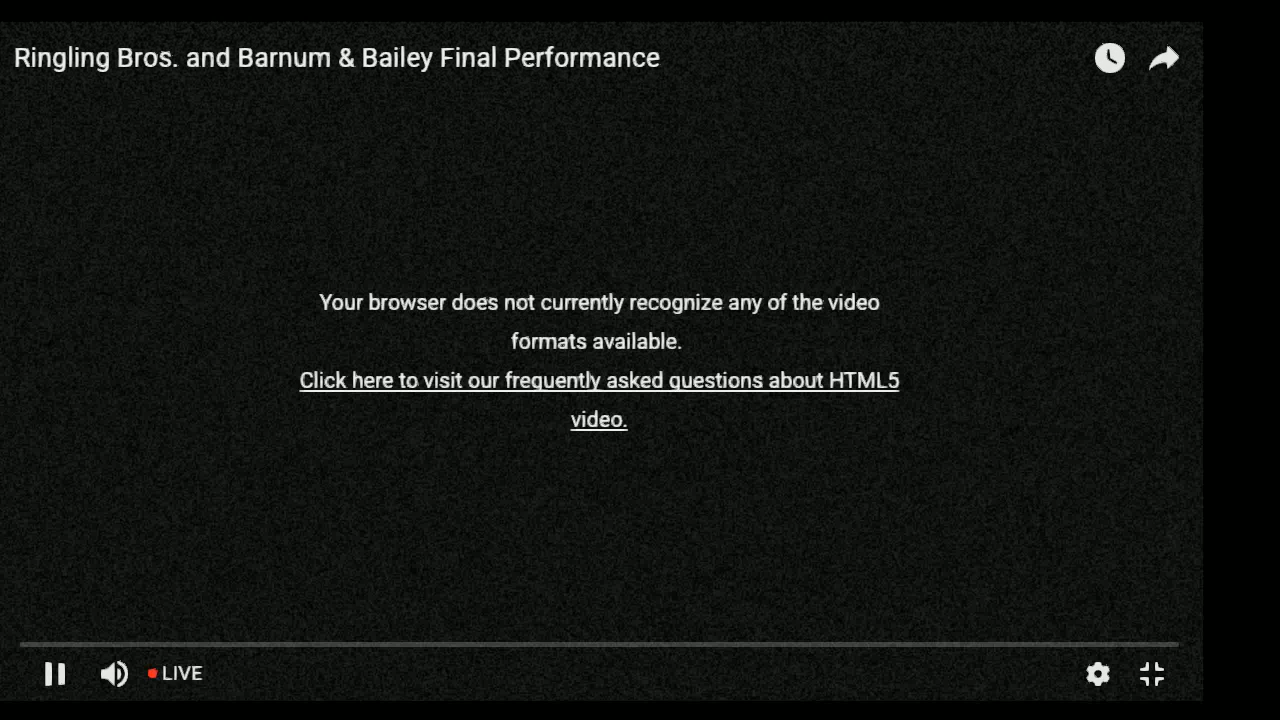 Ringling Bros. and Barnum & Bailey Final Performance
Your browser does not currently recognize any of the video
formats available.
Click here to visit our frequently asked questions about HTML5
video.
LIVE